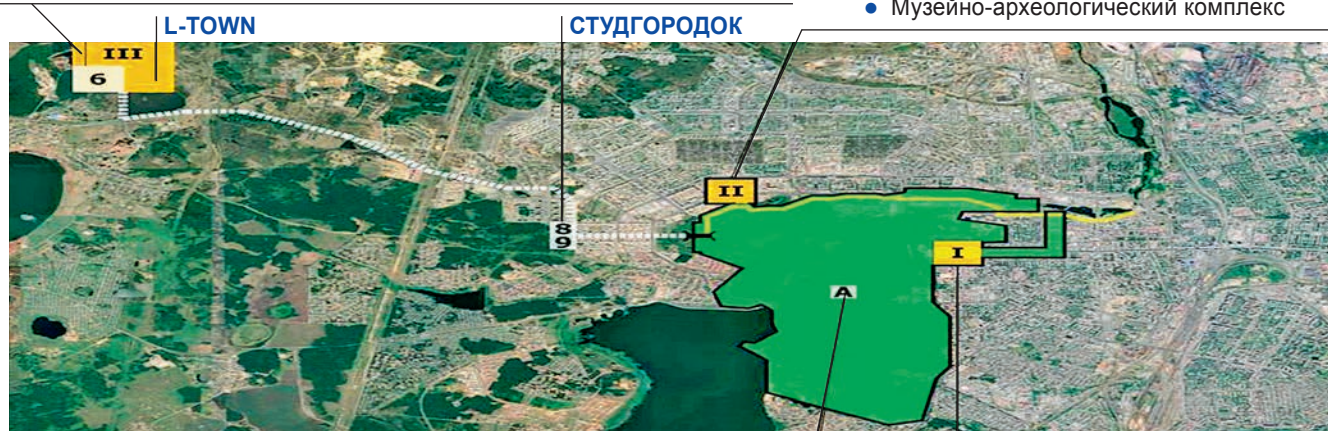 • Музейно-археологический комплекс
L-TOWN
СТУДГОРОДОК
III
6
II
8
9
I
A